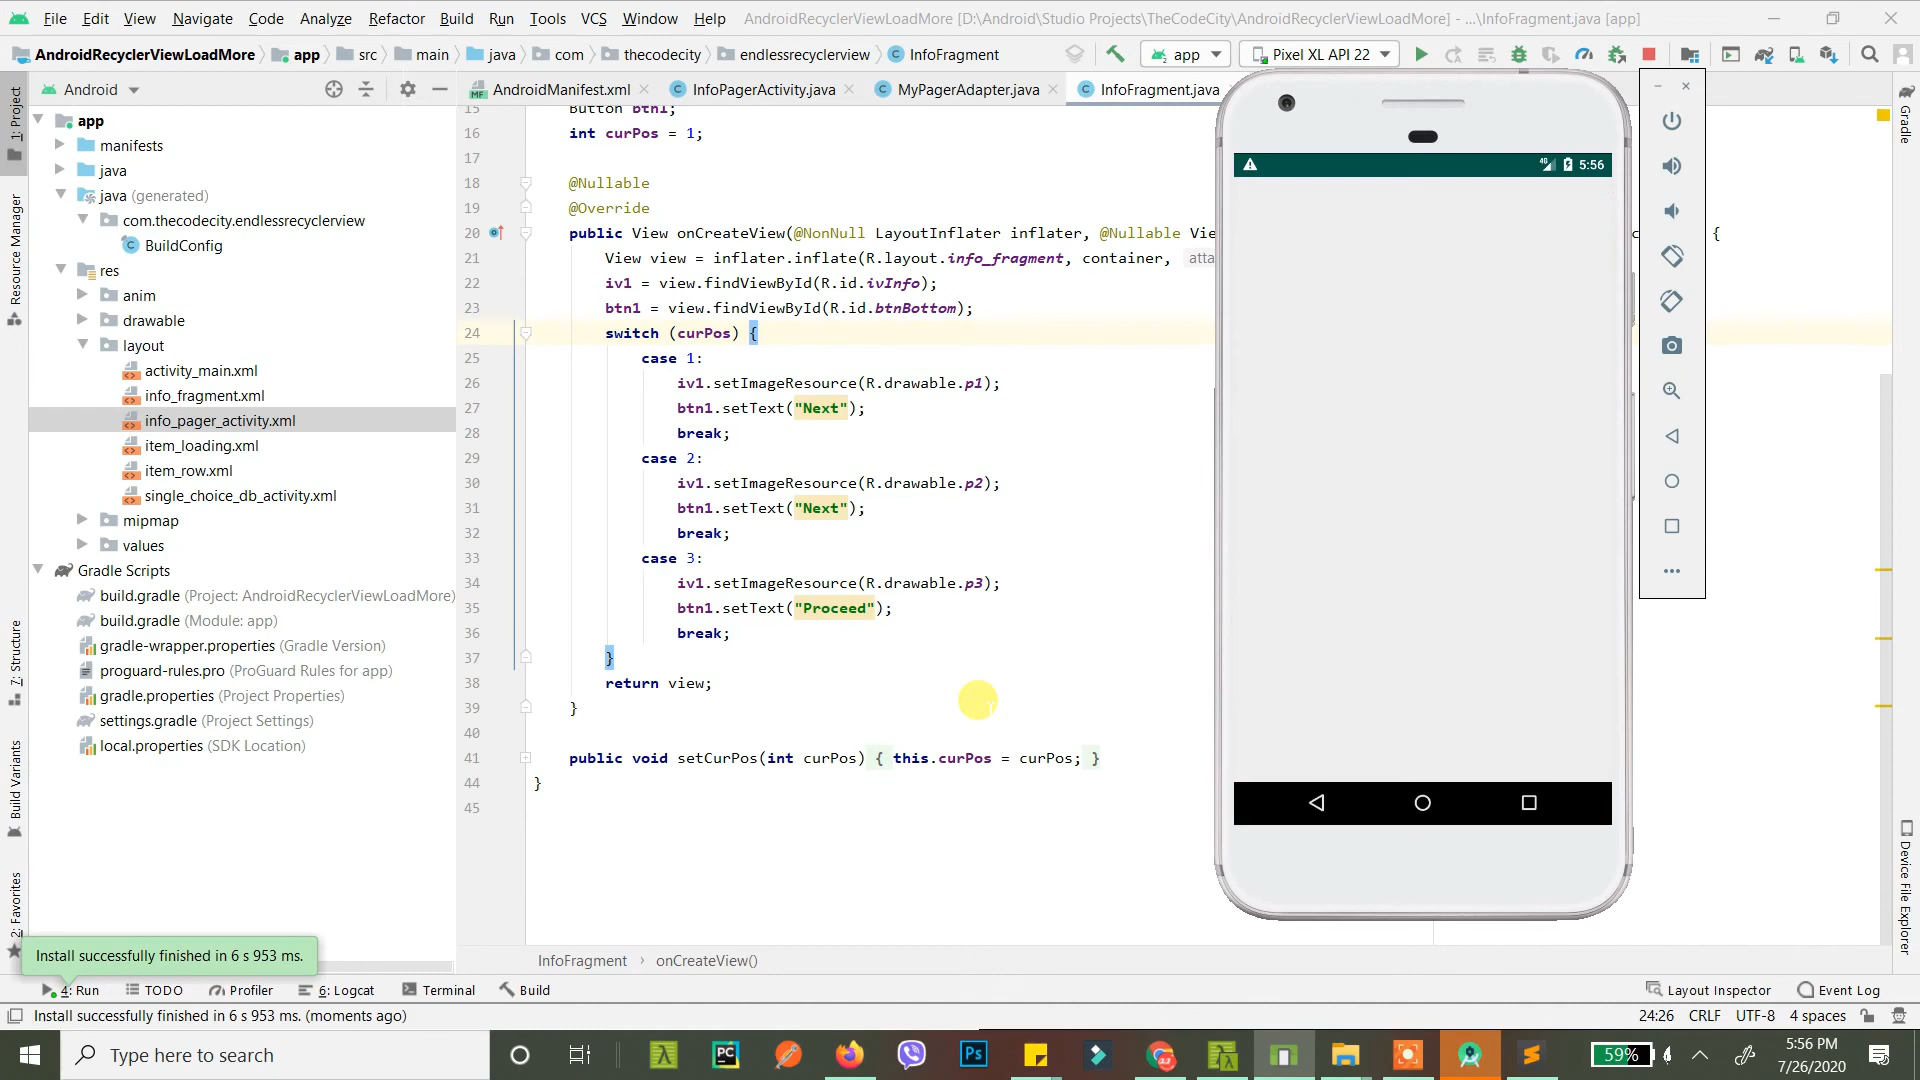 File Edit View Navigate Code Analyze Refactor Build Run Tools VCS Window Help AndroidRecyclerViewLoadMore [D:\Android\Studio Projects\TheCodeCity\AndroidRecyclerViewLoadMore] - ...\InfoFragment.java [app]
AndroidRecyclerViewLoadMore app src main java com thecodecity endlessrecyclerview InfoFragment app Pixel XL API 22
Android
AndroidManifest.xml InfoPagerActivity.java MyPagerAdapter.java InfoFragment.java
1: Project
Resource Manager
7: Structure
Build Variants
2: Favorites
app
manifests
java
java (generated)
com.thecodecity.endlessrecyclerview
BuildConfig
res
anim
drawable
layout
activity_main.xml
info_fragment.xml
info_pager_activity.xml
item_loading.xml
item_row.xml
single_choice_db_activity.xml
mipmap
values
Gradle Scripts
build.gradle (Project: AndroidRecyclerViewLoadMore)
build.gradle (Module: app)
gradle-wrapper.properties (Gradle Version)
proguard-rules.pro (ProGuard Rules for app)
gradle.properties (Project Properties)
settings.gradle (Project Settings)
local.properties (SDK Location)
15 Button btn1;
16 int curPos = 1;
17
18 @Nullable
19 @Override
20 public View onCreateView(@NonNull LayoutInflater inflater, @Nullable Vie {
21 View view = inflater.inflate(R.layout.info_fragment, container, atta
22 iv1 = view.findViewById(R.id.ivInfo);
23 btn1 = view.findViewById(R.id.btnBottom);
24 switch (curPos) {
25 case 1:
26 iv1.setImageResource(R.drawable.p1);
27 btn1.setText("Next");
28 break;
29 case 2:
30 iv1.setImageResource(R.drawable.p2);
31 btn1.setText("Next");
32 break;
33 case 3:
34 iv1.setImageResource(R.drawable.p3);
35 btn1.setText("Proceed");
36 break;
37 }
38 return view;
39 }
40
41 public void setCurPos(int curPos) { this.curPos = curPos; }
44 }
45
4G 5:56
Gradle
Device File Explorer
InfoFragment › onCreateView()
Install successfully finished in 6 s 953 ms.
4: Run TODO Profiler 6: Logcat Terminal Build Layout Inspector Event Log
Install successfully finished in 6 s 953 ms. (moments ago) 24:26 CRLF UTF-8 4 spaces
Type here to search 59% 5:56 PM
7/26/2020